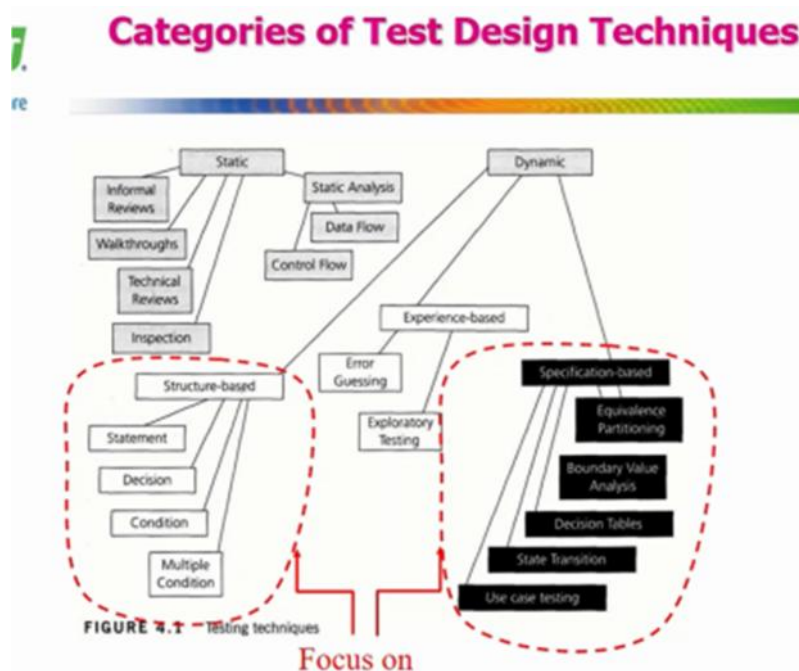 Categories of Test Design Techniques
re
Static
Dynamic
Informal
Reviews
Static Analysis
Data Flow
Walkthroughs
Control Flow
Technical
Reviews
Experience-based
Inspection
Error
Guessing
Specification-based
Structure-based
Equivalence
Partitioning
Exploratory
Testing
Statement
Boundary Value
Analysis
Decision
Condition
Decision Tables
Multiple
Condition
State Transition
Use case testing
FIGURE 4.1 Testing techniques
Focus on